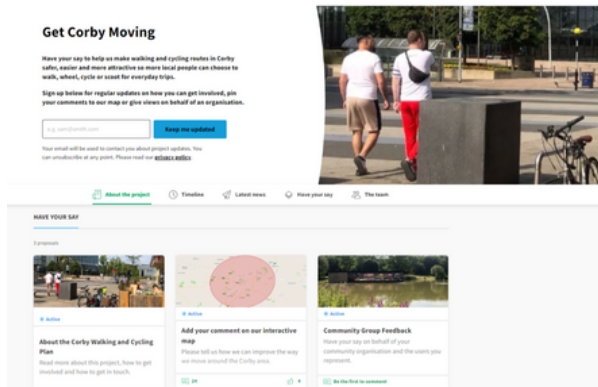 Get Corby Moving
Have your say to help us make walking and cycling routes in Corby
safer, easier and more attractive so more local people can choose to
walk, wheel, cycle or scoot for everyday trips.
Sign up below for regular updates on how you can get involved, pin
your comments to our map or give views on behalf of an organisation.
e.g. sam@smith.com
Keep me updated
Your email will be used to contact you about project updates. You
can unsubscribe at any point. Please read our privacy policy.
About the project Timeline Latest news Have your say The team
HAVE YOUR SAY
3 proposals
Active Active Active
About the Corby Walking and Cycling
Plan
Read more about this project, how to get
involved and how to get in touch.
Add your comment on our interactive
map
Please tell us how we can improve the way
we move around the Corby area.
Community Group Feedback
Have your say on behalf of your
community organisation and the users you
represent.
Be the first to comment